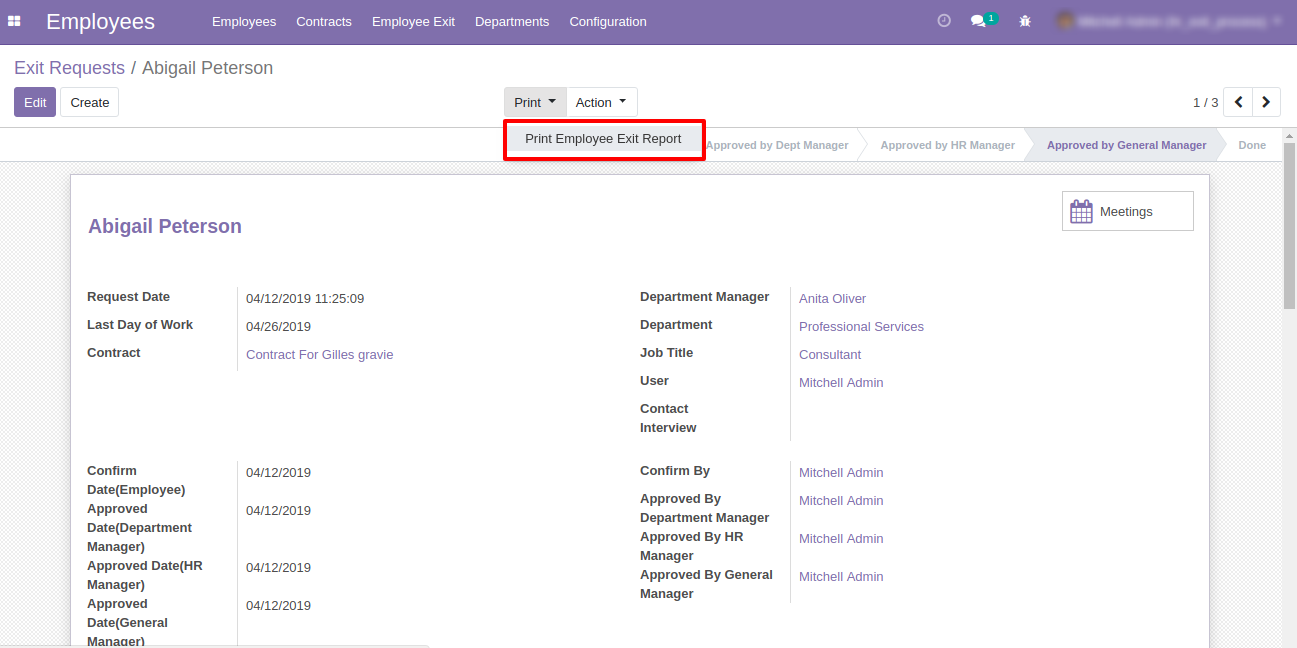 Employees Employees Contracts Employee Exit Departments Configuration 1
Exit Requests / Abigail Peterson
Edit Create Print Action 1 / 3
Print Employee Exit Report Approved by Dept Manager Approved by HR Manager Approved by General Manager Done
Meetings
Abigail Peterson
Request Date 04/12/2019 11:25:09 Department Manager Anita Oliver
Last Day of Work 04/26/2019 Department Professional Services
Contract Contract For Gilles gravie Job Title Consultant
User Mitchell Admin
Contact
Interview
Confirm 04/12/2019 Confirm By Mitchell Admin
Date(Employee)
Approved 04/12/2019 Approved By Mitchell Admin
Date(Department Department Manager
Manager) Approved By HR Mitchell Admin
Approved Date(HR 04/12/2019 Manager
Manager) Approved By General Mitchell Admin
Approved 04/12/2019 Manager
Date(General
Manager)